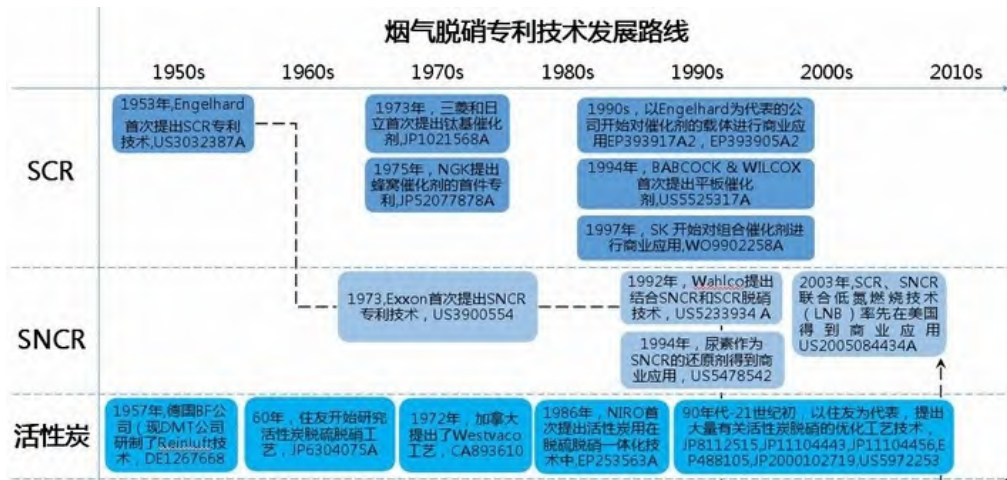 烟气脱硝专利技术发展路线
1950s 1960s 1970s 1980s 1990s 2000s 2010s
SCR
1953年,Engelhard
首次提出SCR专利
技术,US3032387A
1973年，三菱和日
立首次提出钛基催化
剂,JP1021568A
1975年，NGK提出
蜂窝催化剂的首件专
利,JP52077878A
1990s，以Engelhard为代表的公
司开始对催化剂的载体进行商业应
用EP393917A2，EP393905A2
1994年，BABCOCK & WILCOX
首次提出平板催化
剂,US5525317A
1997年，SK 开始对组合催化剂进
行商业应用,WO9902258A
SNCR
1973,Exxon首次提出SNCR
专利技术，US3900554
1992年，Wahlco提出
结合SNCR和SCR脱硝
技术，US5233934 A
1994年，尿素作为
SNCR的还原剂得到商
业应用，US5478542
2003年,SCR、SNCR
联合低氮燃烧技术
（LNB）率先在美国
得到商业应用
US2005084434A
活性炭
1957年,德国BF公
司（现DMT公司
研制了Reinluft技
术，DE1267668
60年，住友开始研究
活性炭脱硫脱硝工
艺，JP6304075A
1972年，加拿大
提出了Westvaco
工艺，CA893610
1986年，NIRO首
次提出活性炭用在
脱硫脱硝一体化技
术中,EP253563A
90年代-21世纪初，以住友为代表，提出
大量有关活性炭脱硝的优化工艺技术，
JP8112515,JP11104443,JP11104456,E
P488105,JP2000102719,US5972253